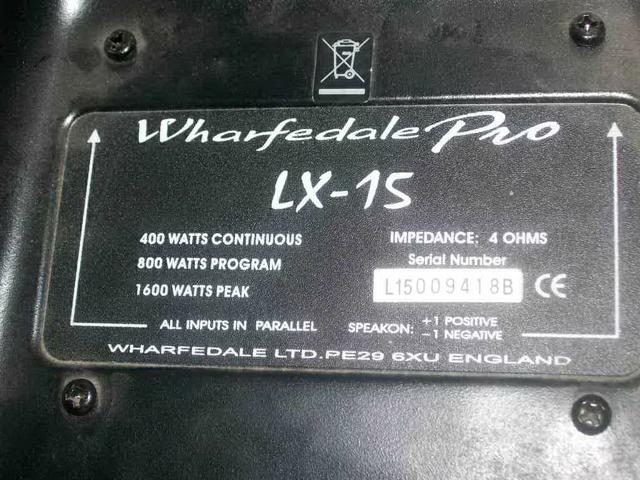 Wharfedale Pro
LX-15
400 WATTS CONTINUOUS
800 WATTS PROGRAM
1600 WATTS PEAK
IMPEDANCE: 4 OHMS
Serial Number
L15009418B CE
ALL INPUTS IN PARALLEL
SPEAKON: +1 POSITIVE
−1 NEGATIVE
WHARFEDALE LTD.PE29 6XU ENGLAND